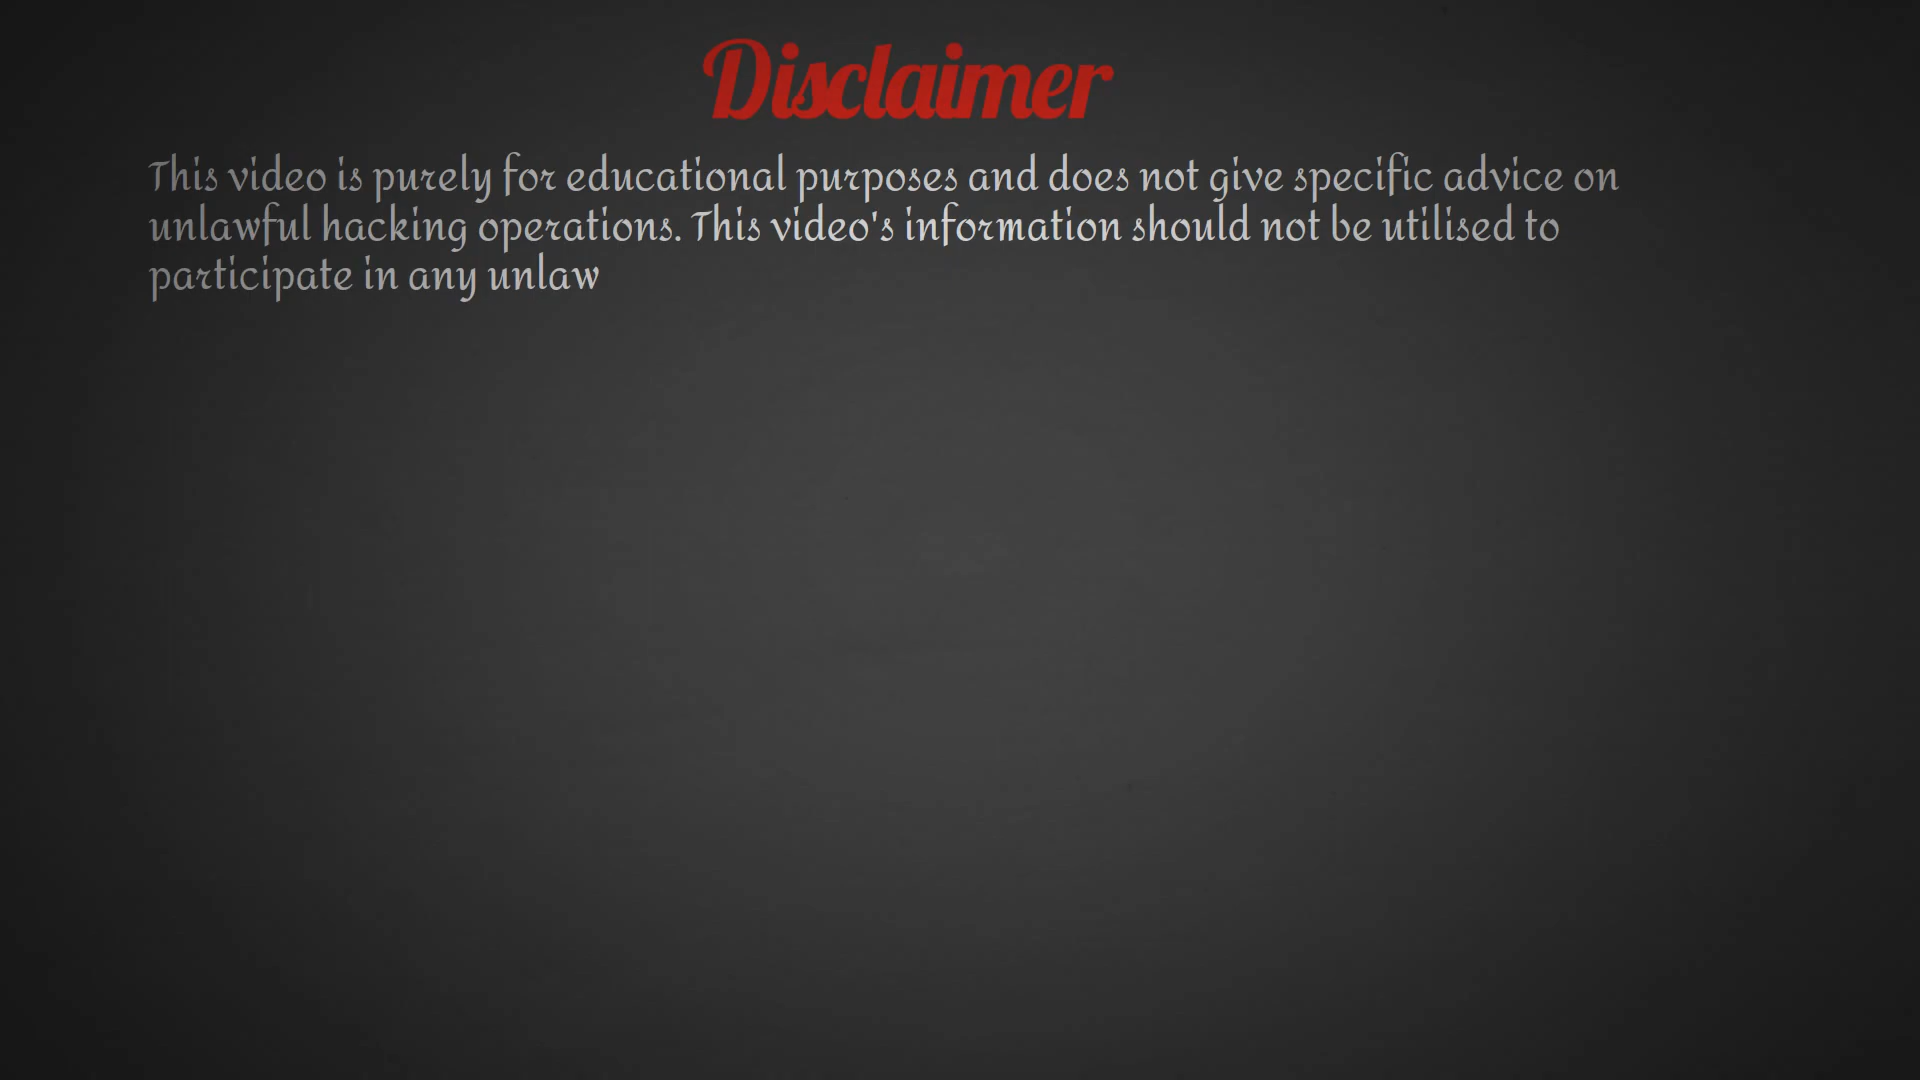 Disclaimer
This video is purely for educational purposes and does not give specific advice on
unlawful hacking operations. This video's information should not be utilised to
participate in any unlaw